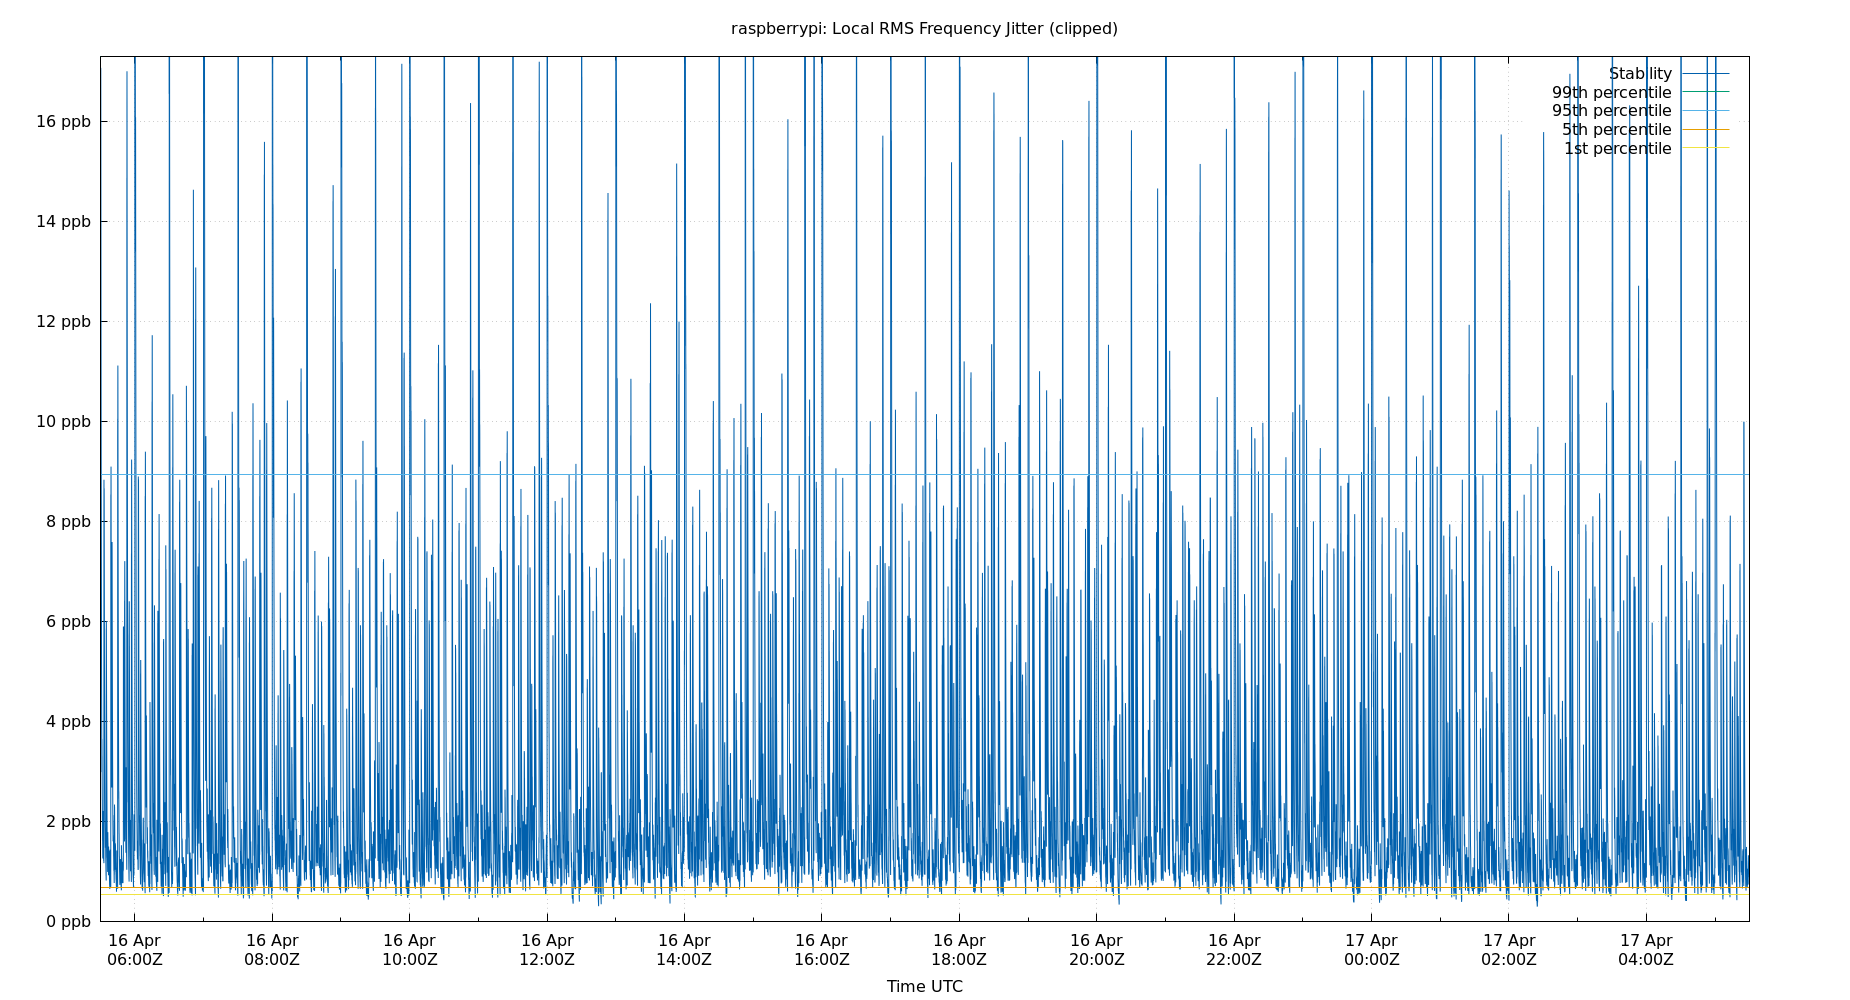 raspberrypi: Local RMS Frequency Jitter (clipped)
Stability
99th percentile
95th percentile
5th percentile
1st percentile
16 ppb
14 ppb
12 ppb
10 ppb
8 ppb
6 ppb
4 ppb
2 ppb
0 ppb
16 Apr 16 Apr 16 Apr 16 Apr 16 Apr 16 Apr 16 Apr 16 Apr 16 Apr 17 Apr 17 Apr 17 Apr
06:00Z 08:00Z 10:00Z 12:00Z 14:00Z 16:00Z 18:00Z 20:00Z 22:00Z 00:00Z 02:00Z 04:00Z
Time UTC